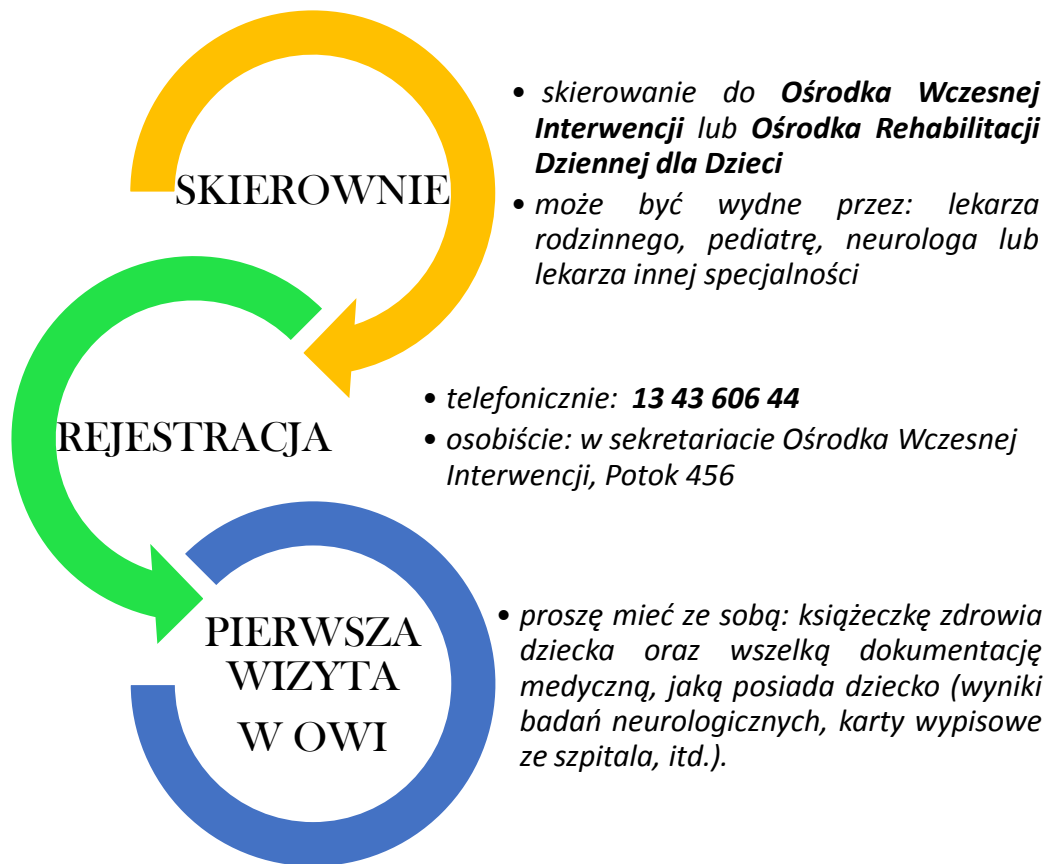 SKIEROWNIE
• skierowanie do Ośrodka Wczesnej
Interwencji lub Ośrodka Rehabilitacji
Dziennej dla Dzieci
• może być wydne przez: lekarza
rodzinnego, pediatrę, neurologa lub
lekarza innej specjalności
REJESTRACJA
• telefonicznie: 13 43 606 44
• osobiście: w sekretariacie Ośrodka Wczesnej
Interwencji, Potok 456
PIERWSZA
WIZYTA
W OWI
• proszę mieć ze sobą: książeczkę zdrowia
dziecka oraz wszelką dokumentację
medyczną, jaką posiada dziecko (wyniki
badań neurologicznych, karty wypisowe
ze szpitala, itd.).